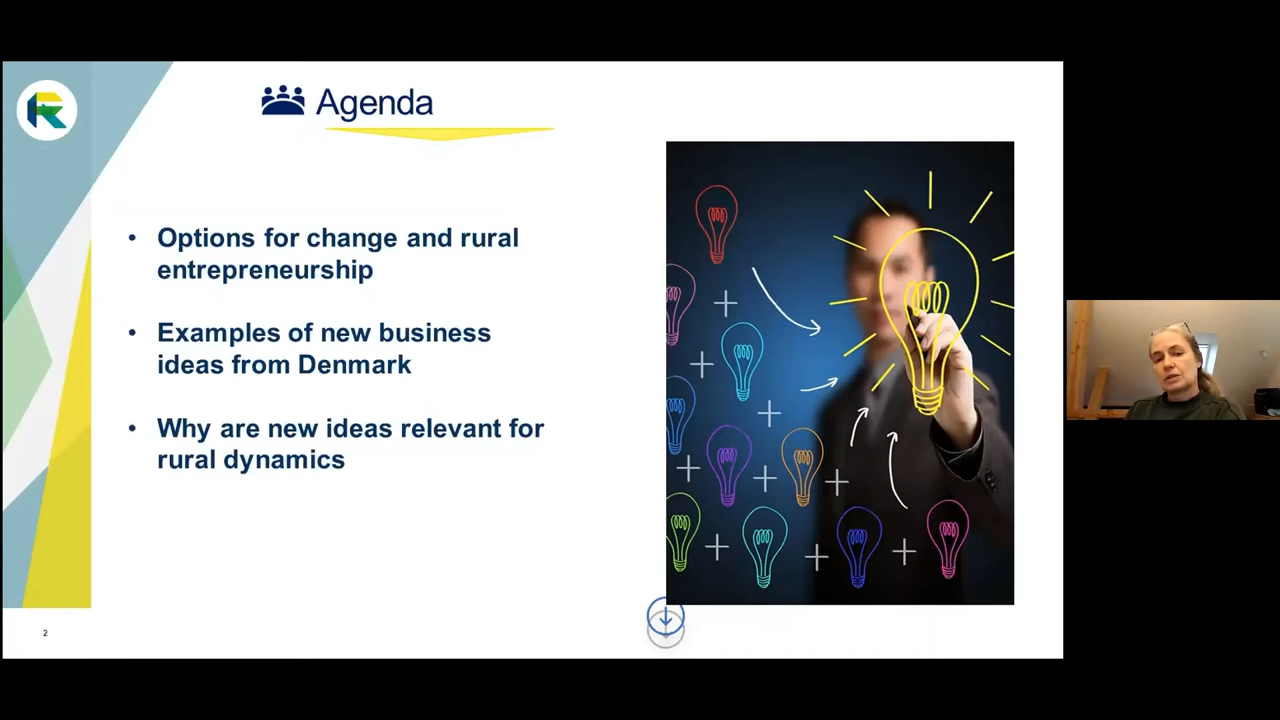 Agenda
• Options for change and rural
entrepreneurship
• Examples of new business
ideas from Denmark
• Why are new ideas relevant for
rural dynamics
2